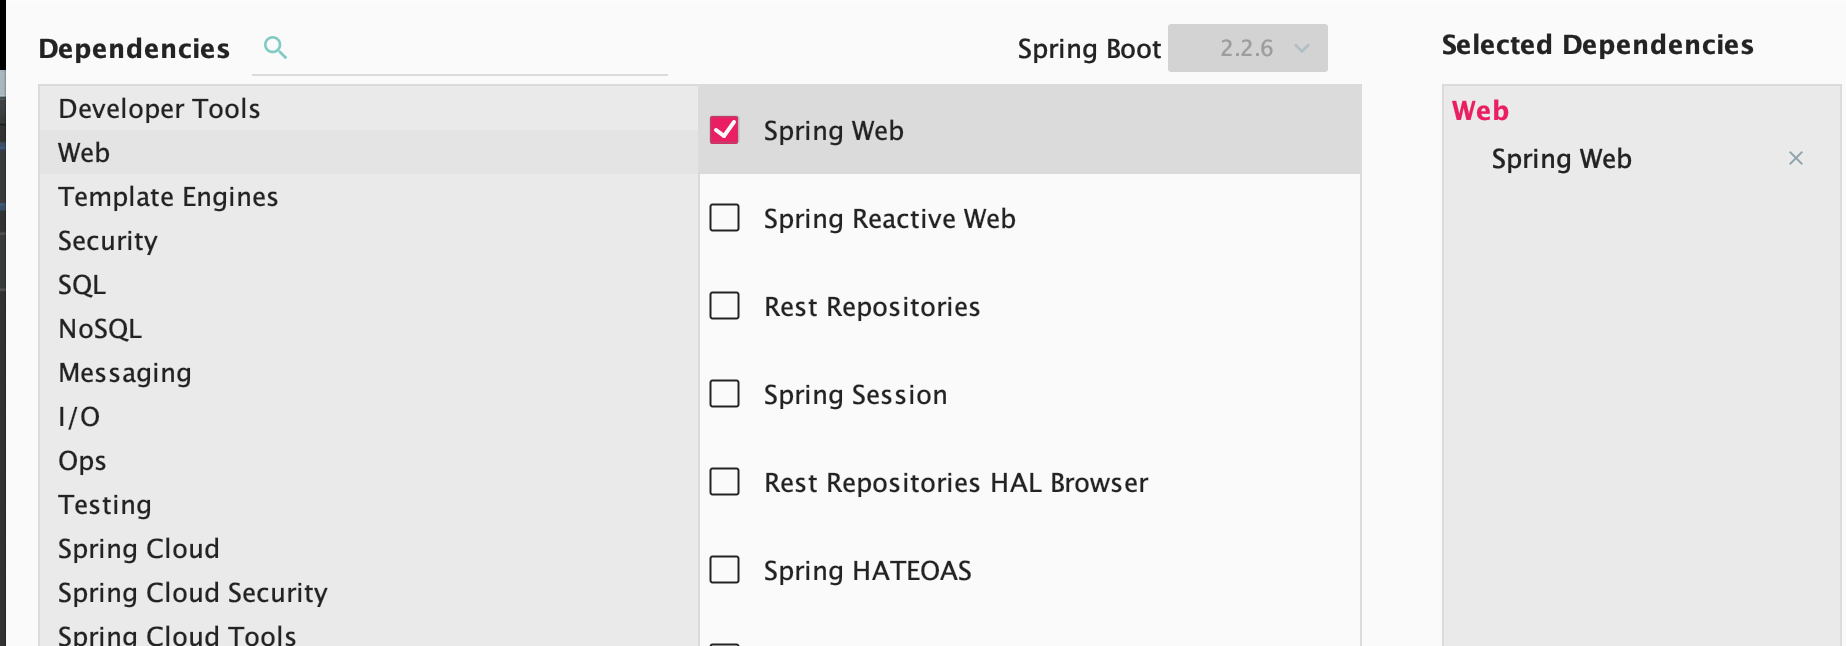 Dependencies
Spring Boot 2.2.6
Selected Dependencies
Developer Tools
Web
Template Engines
Security
SQL
NoSQL
Messaging
I/O
Ops
Testing
Spring Cloud
Spring Cloud Security
Spring Cloud Tools
Spring Web
Spring Reactive Web
Rest Repositories
Spring Session
Rest Repositories HAL Browser
Spring HATEOAS
Web
Spring Web